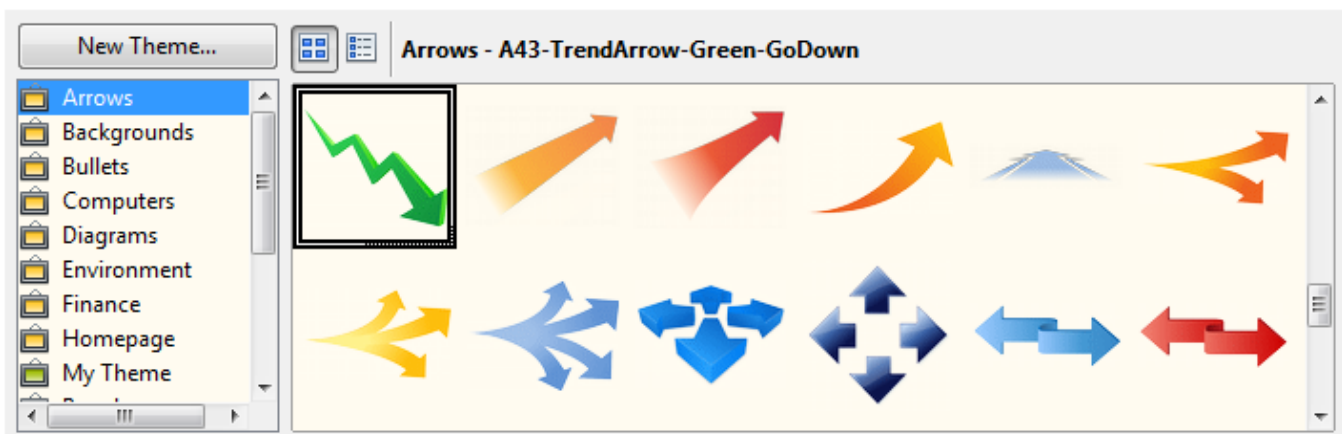 New Theme...
Arrows - A43-TrendArrow-Green-GoDown
Arrows
Backgrounds
Bullets
Computers
Diagrams
Environment
Finance
Homepage
My Theme